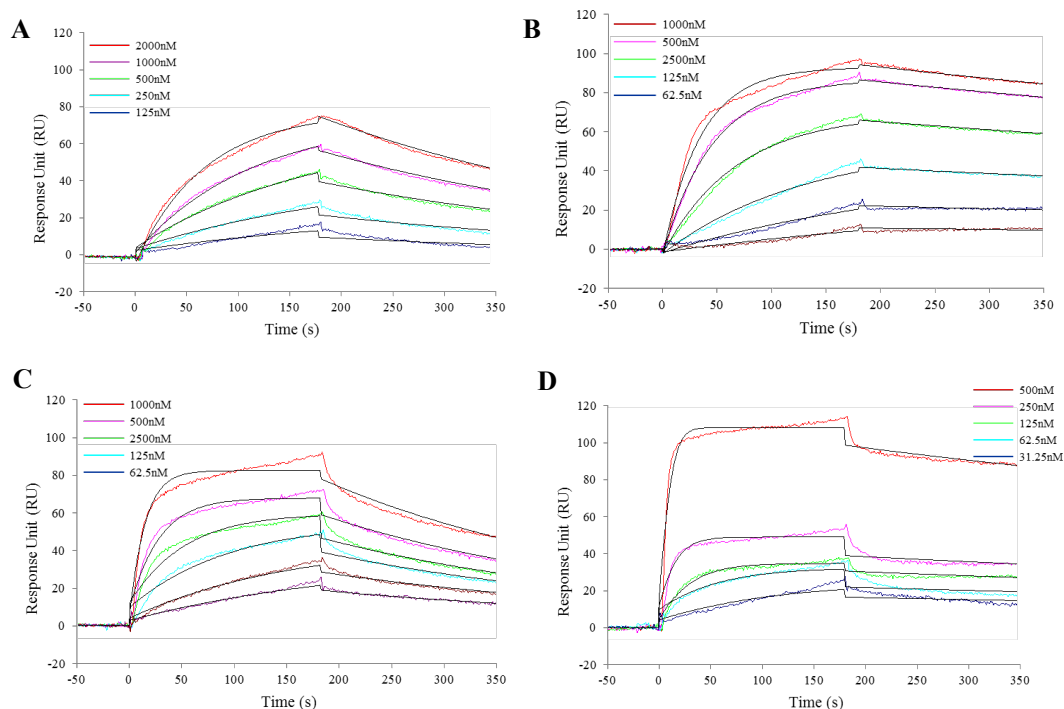 A
120
100
80
60
40
20
0
-20
-50
0
50
100
150
200
250
300
350
Response Unit (RU)
Time (s)
2000nM
1000nM
500nM
250nM
125nM
B
120
100
80
60
40
20
0
-20
-50
0
50
100
150
200
250
300
350
Response Unit (RU)
Time (s)
1000nM
500nM
2500nM
125nM
62.5nM
C
120
100
80
60
40
20
0
-20
-50
0
50
100
150
200
250
300
350
Response Unit (RU)
Time (s)
1000nM
500nM
2500nM
125nM
62.5nM
D
120
100
80
60
40
20
0
-20
-50
0
50
100
150
200
250
300
350
Response Unit (RU)
Time (s)
500nM
250nM
125nM
62.5nM
31.25nM